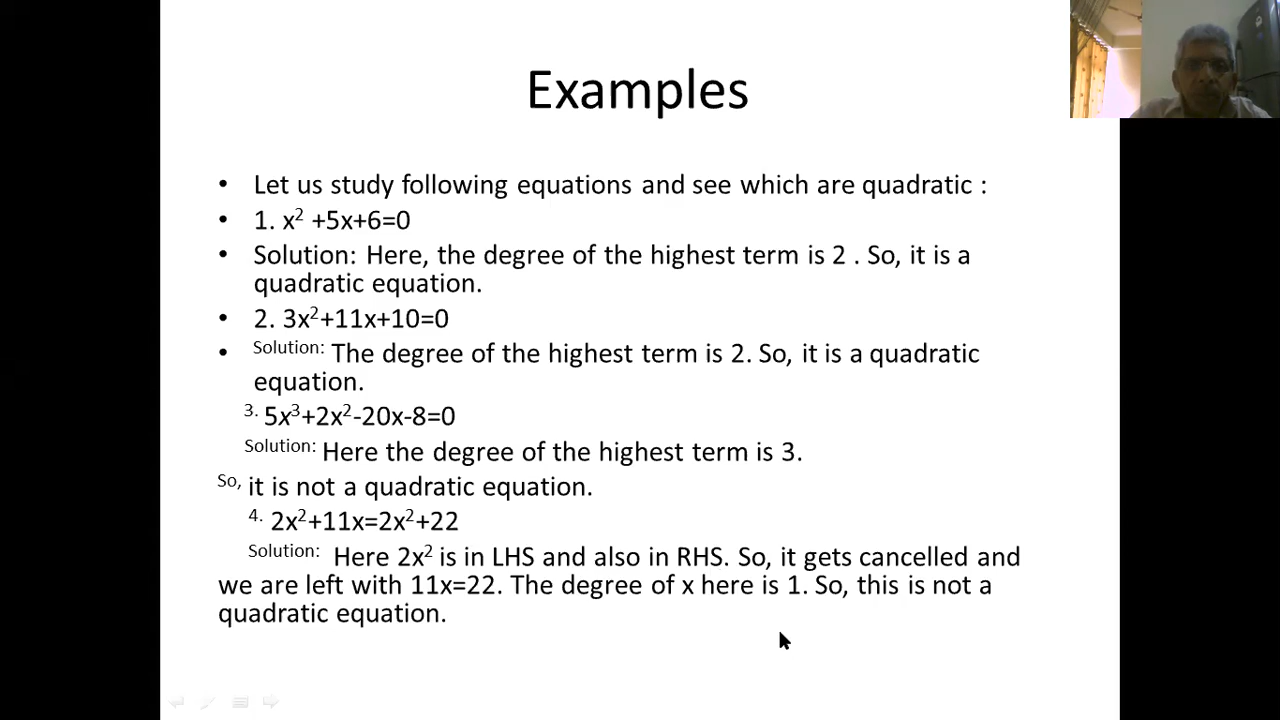 Examples
• Let us study following equations and see which are quadratic :
• 1. x² +5x+6=0
• Solution: Here, the degree of the highest term is 2 . So, it is a
quadratic equation.
• 2. 3x²+11x+10=0
• Solution: The degree of the highest term is 2. So, it is a quadratic
equation.
3. 5x³+2x²-20x-8=0
Solution: Here the degree of the highest term is 3.
So, it is not a quadratic equation.
4. 2x²+11x=2x²+22
Solution: Here 2x² is in LHS and also in RHS. So, it gets cancelled and
we are left with 11x=22. The degree of x here is 1. So, this is not a
quadratic equation.